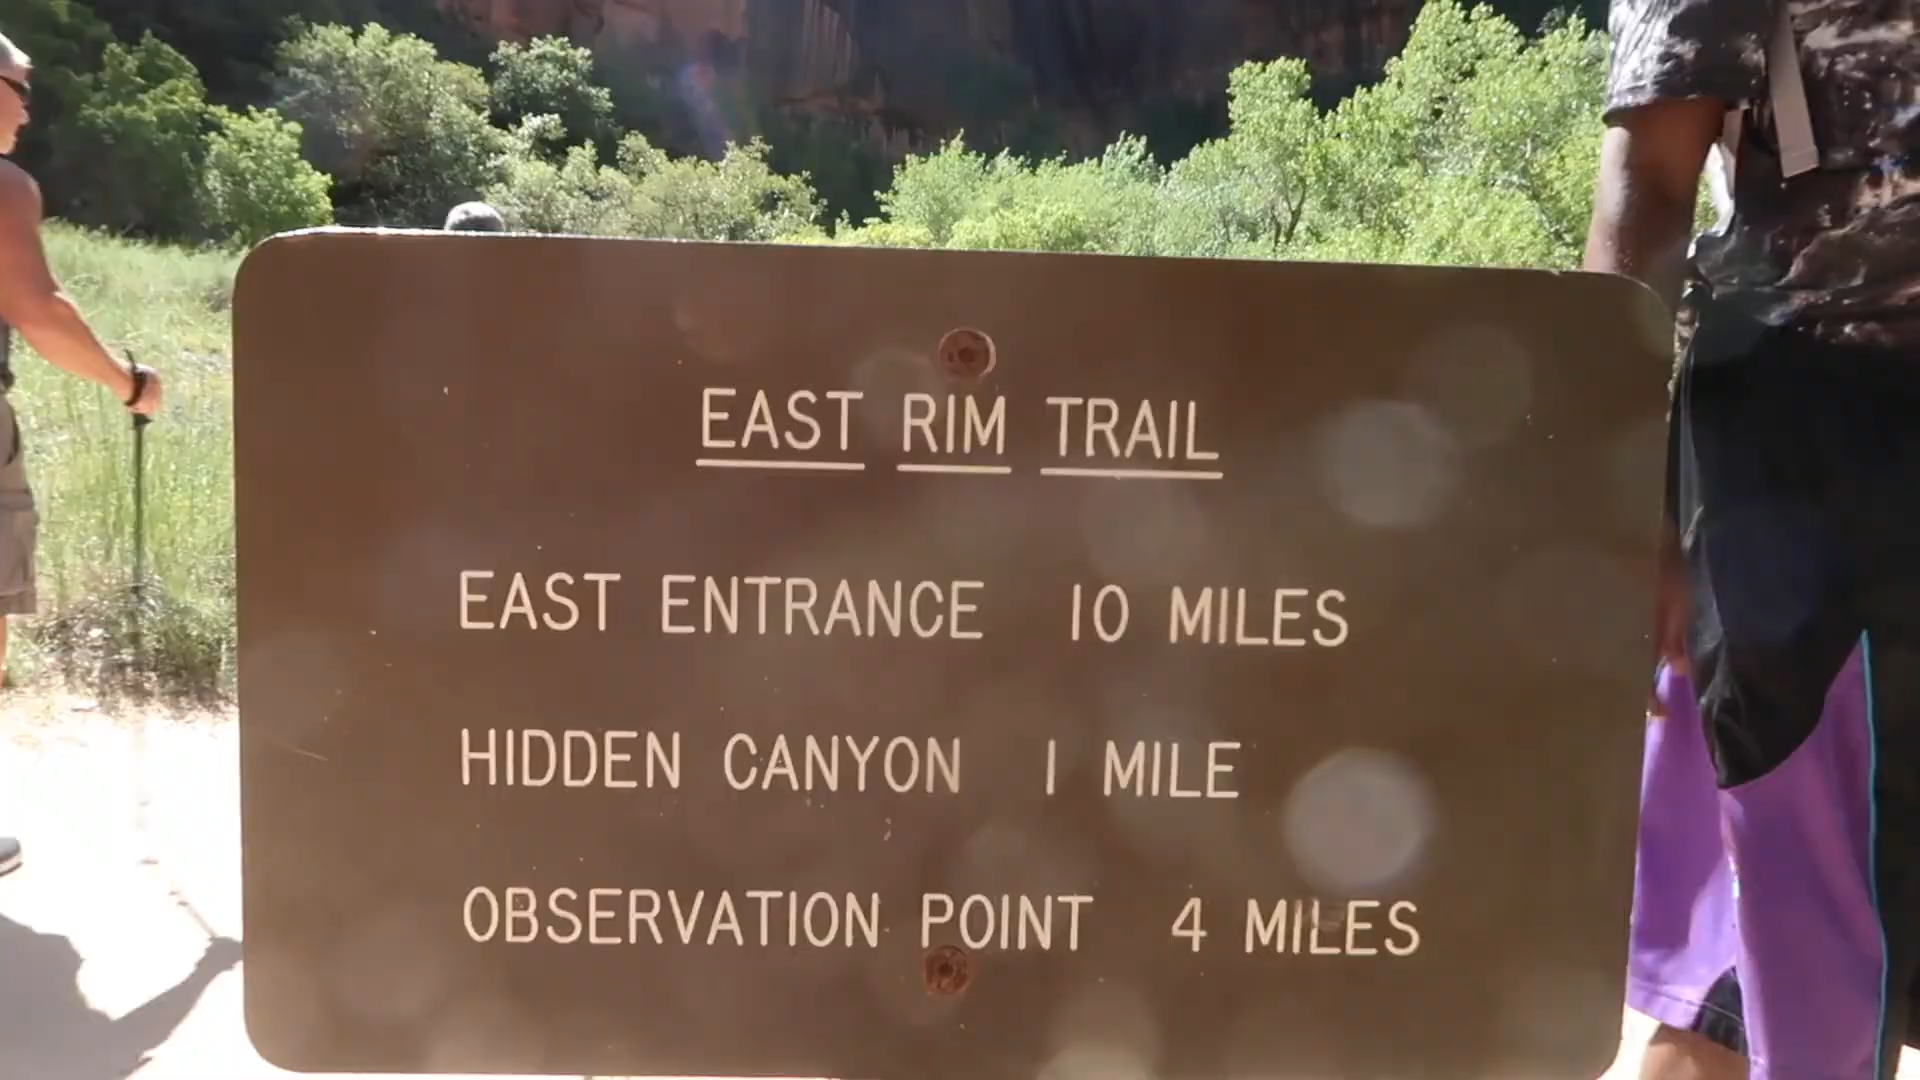 EAST RIM TRAIL
EAST ENTRANCE 10 MILES
HIDDEN CANYON 1 MILE
OBSERVATION POINT 4 MILES